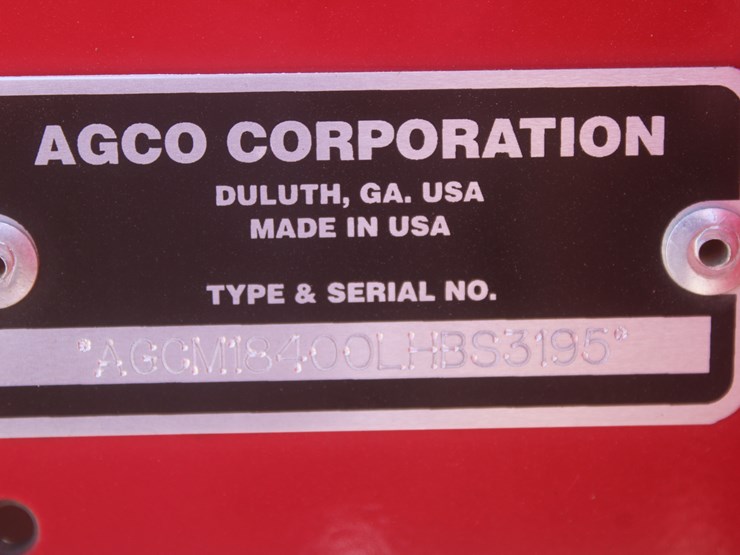 AGCO CORPORATION
DULUTH, GA. USA
MADE IN USA
TYPE & SERIAL NO.
*AGCM18400LHBS3195*